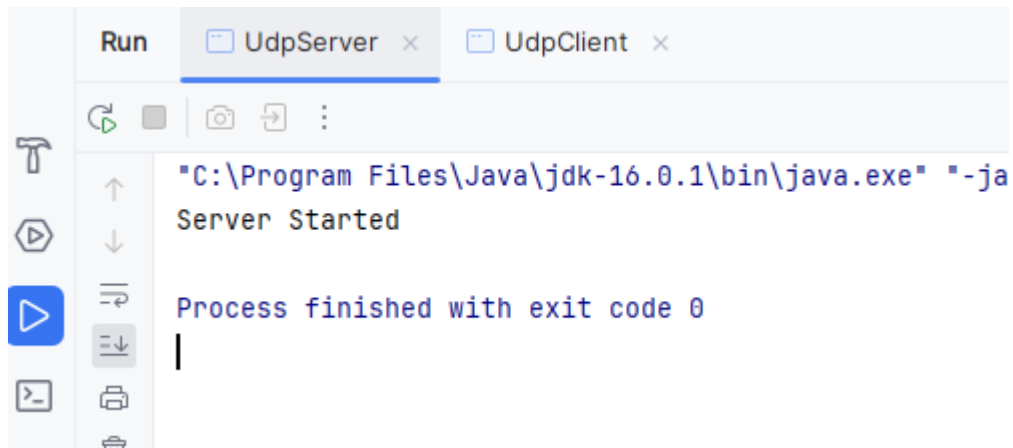 Run UdpServer × UdpClient ×
"C:\Program Files\Java\jdk-16.0.1\bin\java.exe" "-ja
Server Started
Process finished with exit code 0